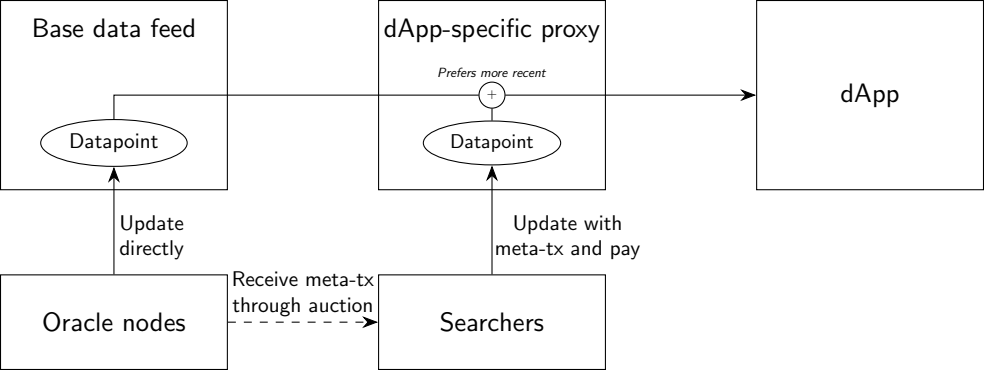 Base data feed
dApp-specific proxy
Prefers more recent
+
dApp
Datapoint
Datapoint
Update
directly
Update with
meta-tx and pay
Receive meta-tx
through auction
Oracle nodes
Searchers